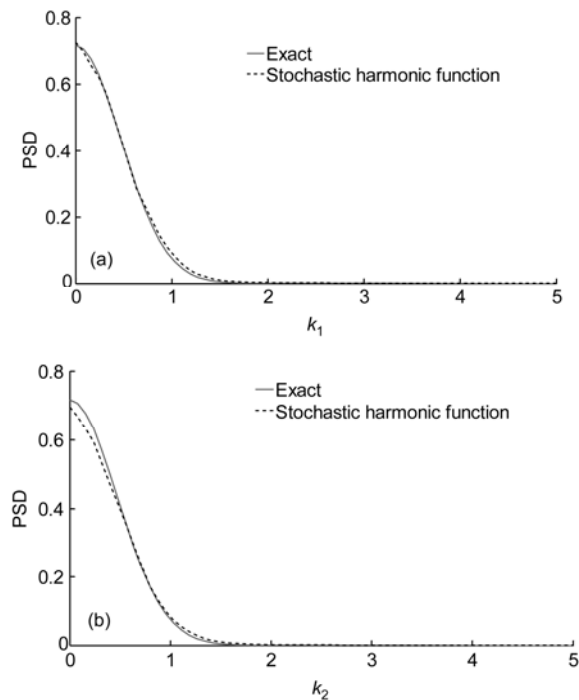 0.8
Exact
Stochastic harmonic function
0.6
PSD
0.4
0.2
(a)
0
0 1 2 3 4 5
k1
0.8
Exact
Stochastic harmonic function
0.6
PSD
0.4
0.2
(b)
0
0 1 2 3 4 5
k2